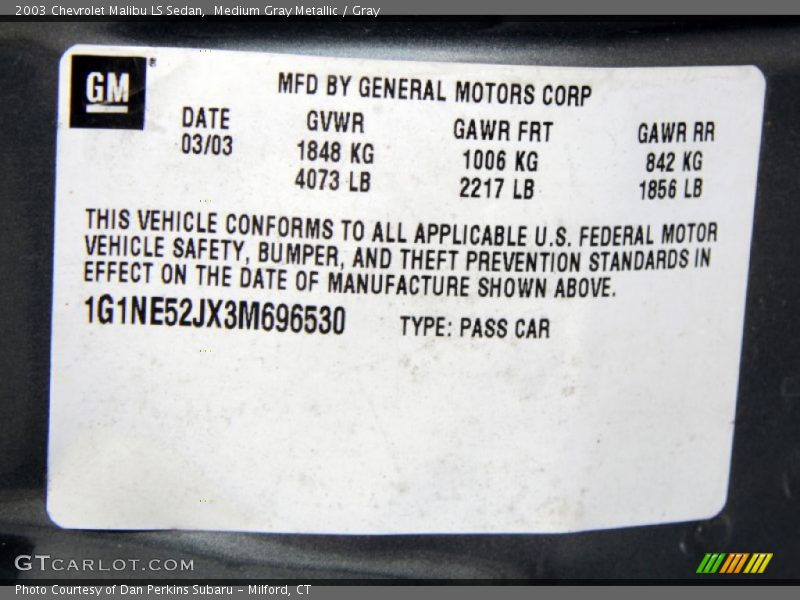 2003 Chevrolet Malibu LS Sedan,  Medium Gray Metallic / Gray
GM®
MFD BY GENERAL MOTORS CORP
DATE GVWR GAWR FRT GAWR RR
03/03 1848 KG 1006 KG 842 KG
4073 LB 2217 LB 1856 LB
THIS VEHICLE CONFORMS TO ALL APPLICABLE U.S. FEDERAL MOTOR
VEHICLE SAFETY, BUMPER, AND THEFT PREVENTION STANDARDS IN
EFFECT ON THE DATE OF MANUFACTURE SHOWN ABOVE.
1G1NE52JX3M696530 TYPE: PASS CAR
GTCARLOT.COM
Photo Courtesy of Dan Perkins Subaru - Milford, CT